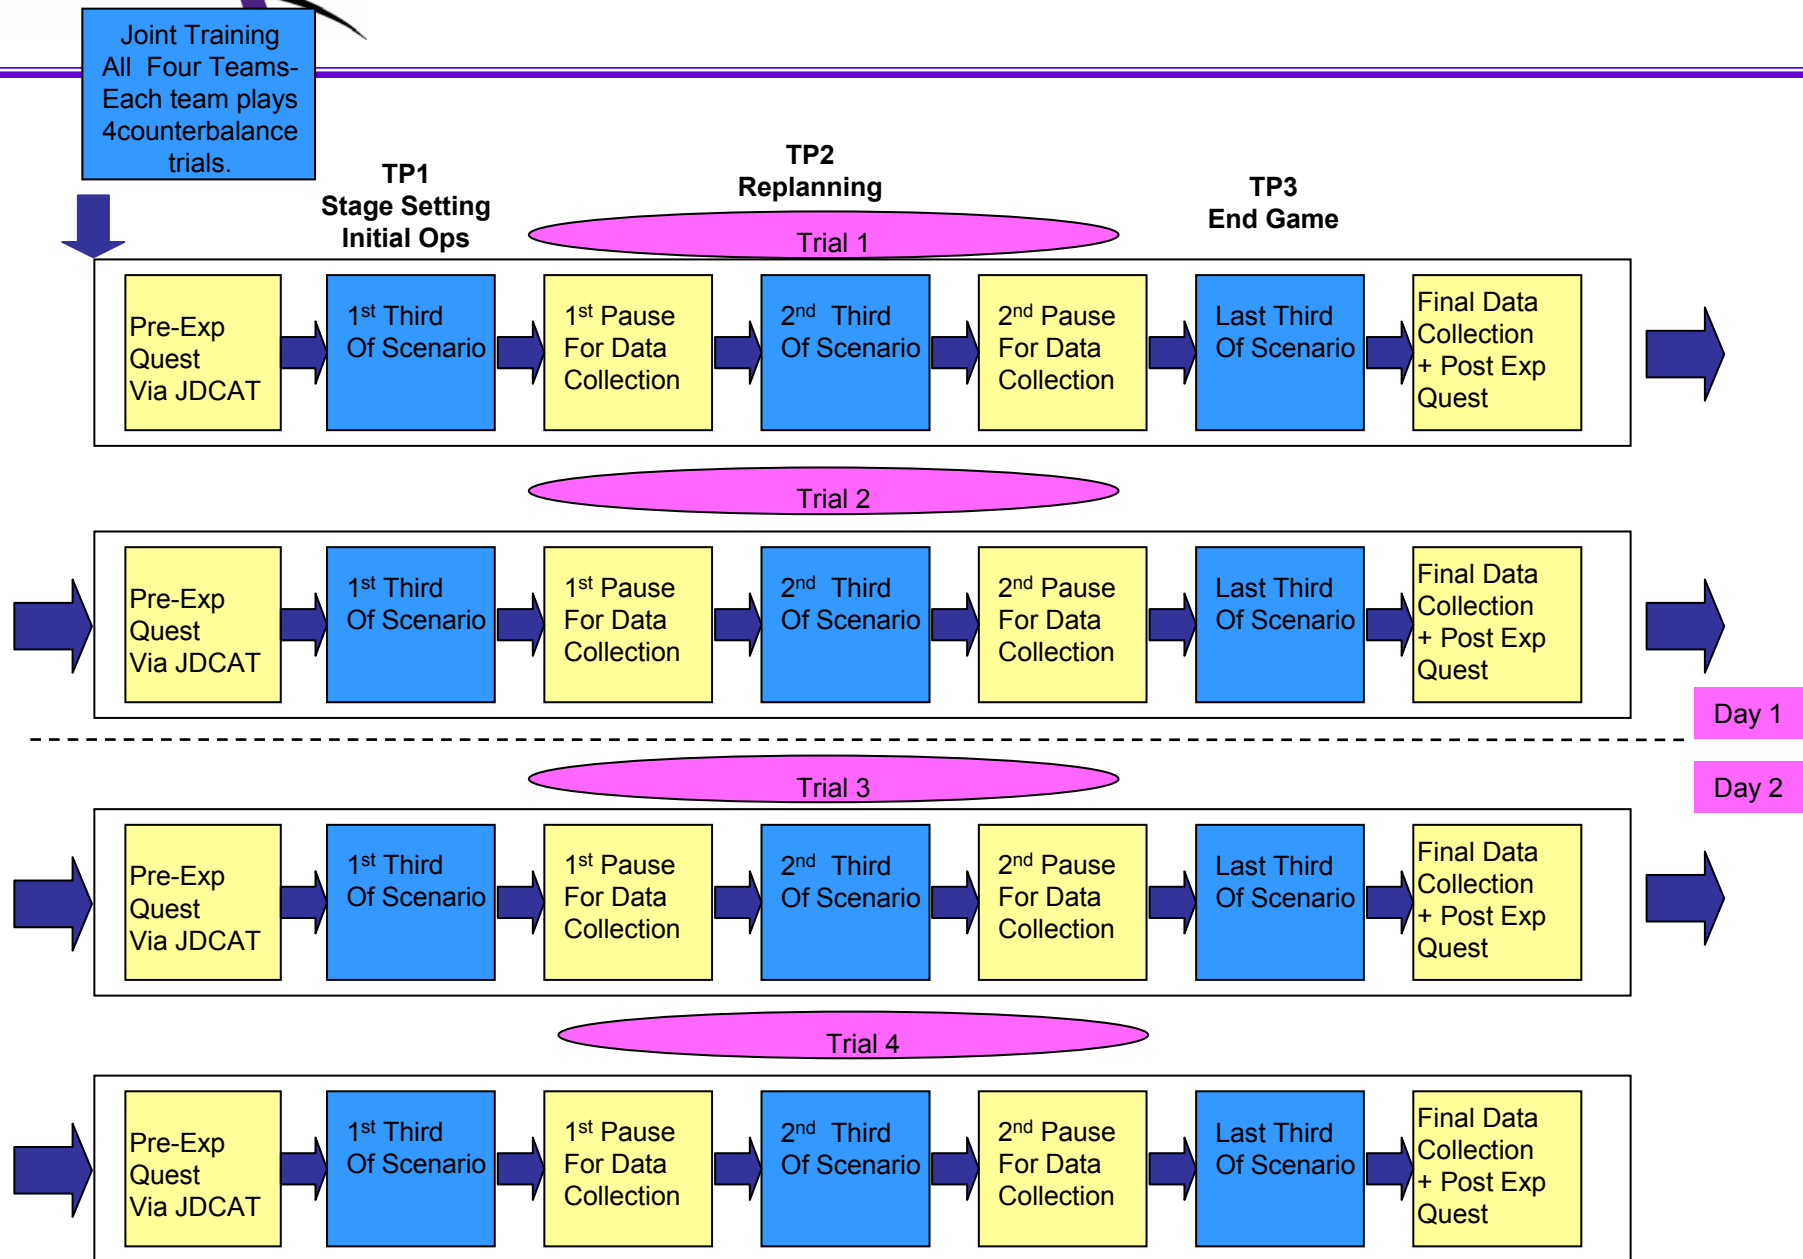 Joint Training
All Four Teams-
Each team plays
4counterbalance
trials.
TP1
Stage Setting
Initial Ops
TP2
Replanning
TP3
End Game
Trial 1
Pre-Exp
Quest
Via JDCAT
1st Third
Of Scenario
1st Pause
For Data
Collection
2nd Third
Of Scenario
2nd Pause
For Data
Collection
Last Third
Of Scenario
Final Data
Collection
+ Post Exp
Quest
Trial 2
Pre-Exp
Quest
Via JDCAT
1st Third
Of Scenario
1st Pause
For Data
Collection
2nd Third
Of Scenario
2nd Pause
For Data
Collection
Last Third
Of Scenario
Final Data
Collection
+ Post Exp
Quest
Day 1
Day 2
Trial 3
Pre-Exp
Quest
Via JDCAT
1st Third
Of Scenario
1st Pause
For Data
Collection
2nd Third
Of Scenario
2nd Pause
For Data
Collection
Last Third
Of Scenario
Final Data
Collection
+ Post Exp
Quest
Trial 4
Pre-Exp
Quest
Via JDCAT
1st Third
Of Scenario
1st Pause
For Data
Collection
2nd Third
Of Scenario
2nd Pause
For Data
Collection
Last Third
Of Scenario
Final Data
Collection
+ Post Exp
Quest